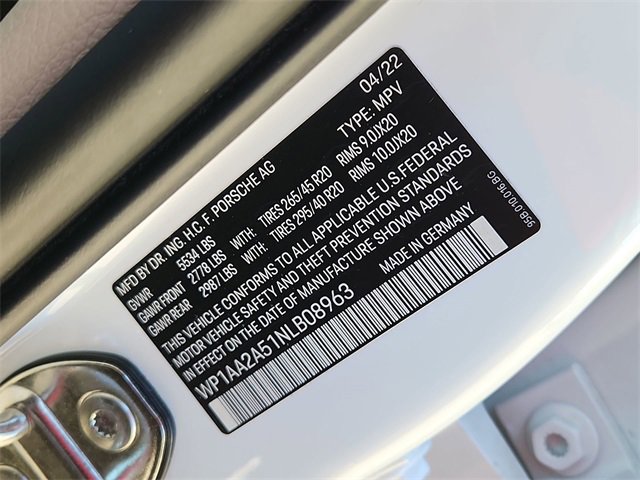 MFD BY DR. ING. H.C. F. PORSCHE AG 04/22
GVWR 5534 LBS TYPE: MPV
GAWR FRONT 2778 LBS WITH: TIRES 265/45 R20 RIMS 9.0JX20
GAWR REAR 2987 LBS WITH: TIRES 295/40 R20 RIMS 10.0JX20
THIS VEHICLE CONFORMS TO ALL APPLICABLE U.S. FEDERAL
MOTOR VEHICLE SAFETY AND THEFT PREVENTION STANDARDS
IN EFFECT ON THE DATE OF MANUFACTURE SHOWN ABOVE
WP1AA2A51NLB08963 MADE IN GERMANY
95B.010.016.BG